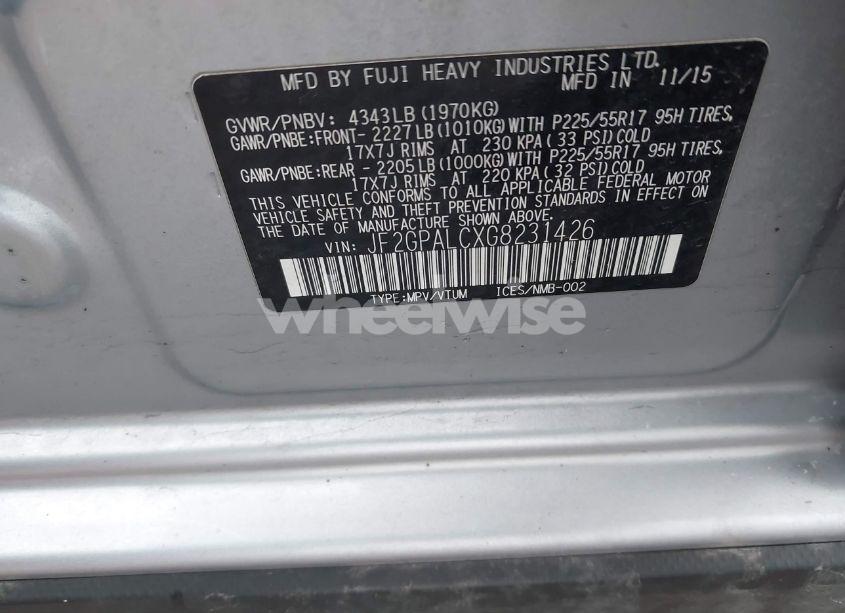 MFD BY FUJI HEAVY INDUSTRIES LTD.
MFD IN 11/15
GVWR/PNBV: 4343LB(1970KG)
GAWR/PNBE:FRONT- 2227LB(1010KG)WITH P225/55R17 95H TIRES,
17X7J RIMS AT 230 KPA( 33 PSI)COLD
GAWR/PNBE:REAR - 2205LB(1000KG)WITH P225/55R17 95H TIRES,
17X7J RIMS AT 220 KPA( 32 PSI)COLD
THIS VEHICLE CONFORMS TO ALL APPLICABLE FEDERAL MOTOR
VEHICLE SAFETY AND THEFT PREVENTION STANDARDS IN EFFECT ON
THE DATE OF MANUFACTURE SHOWN ABOVE.
VIN: JF2GPALCXG8231426
TYPE:MPV/VTUM ICES/NMB-002
wheelwise